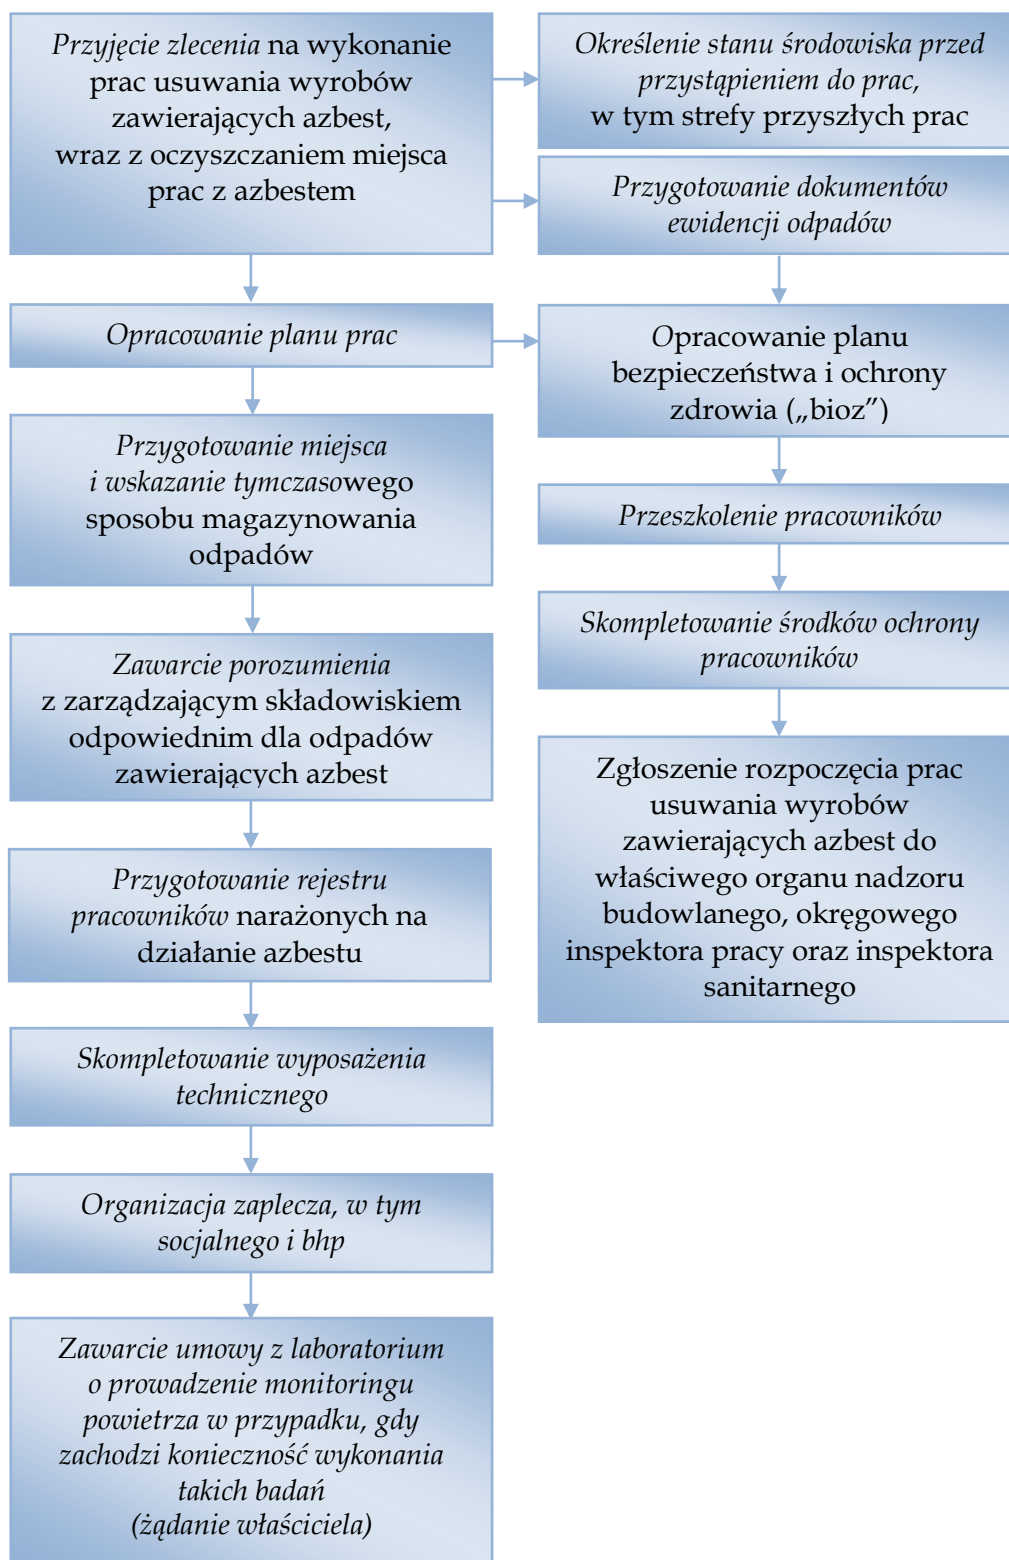 Przyjęcie zlecenia na wykonanie
prac usuwania wyrobów
zawierających azbest,
wraz z oczyszczaniem miejsca
prac z azbestem
Określenie stanu środowiska przed
przystąpieniem do prac,
w tym strefy przyszłych prac
Przygotowanie dokumentów
ewidencji odpadów
Opracowanie planu prac
Opracowanie planu
bezpieczeństwa i ochrony
zdrowia („bioz”)
Przygotowanie miejsca
i wskazanie tymczasowego
sposobu magazynowania
odpadów
Przeszkolenie pracowników
Skompletowanie środków ochrony
pracowników
Zawarcie porozumienia
z zarządzającym składowiskiem
odpowiednim dla odpadów
zawierających azbest
Zgłoszenie rozpoczęcia prac
usuwania wyrobów
zawierających azbest do
właściwego organu nadzoru
budowlanego, okręgowego
inspektora pracy oraz inspektora
sanitarnego
Przygotowanie rejestru
pracowników narażonych na
działanie azbestu
Skompletowanie wyposażenia
technicznego
Organizacja zaplecza, w tym
socjalnego i bhp
Zawarcie umowy z laboratorium
o prowadzenie monitoringu
powietrza w przypadku, gdy
zachodzi konieczność wykonania
takich badań
(żądanie właściciela)